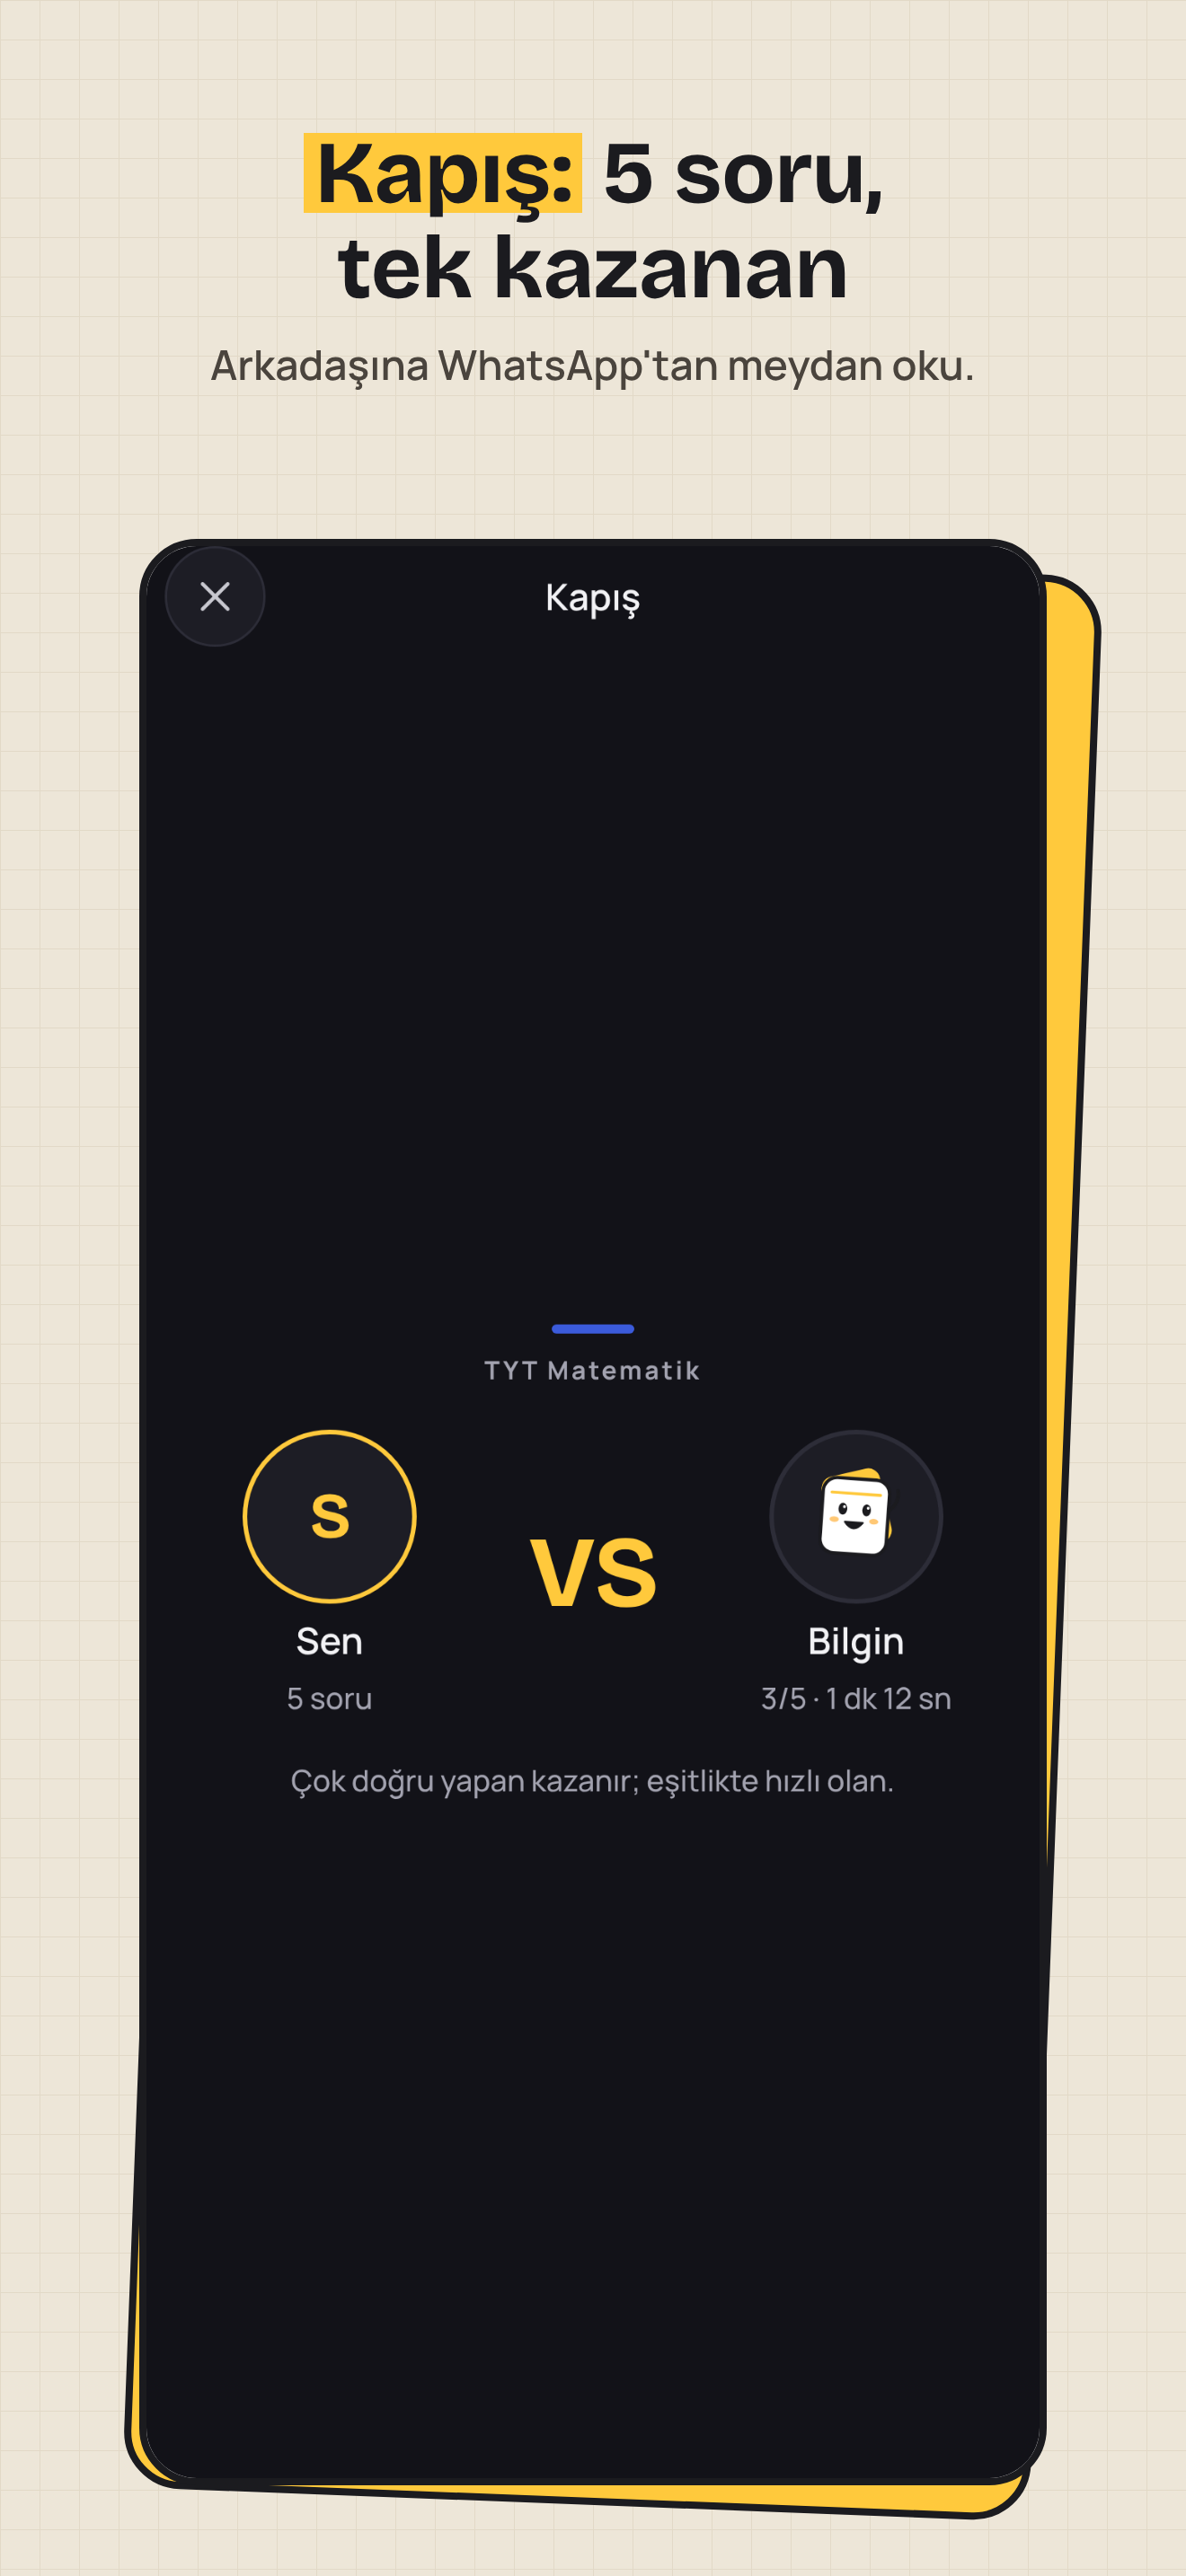 Kapış: 5 soru,
tek kazanan
Arkadaşına WhatsApp'tan meydan oku.
Kapış
TYT Matematik
S
VS
Sen
Bilgin
5 soru
3/5 · 1 dk 12 sn
Çok doğru yapan kazanır; eşitlikte hızlı olan.